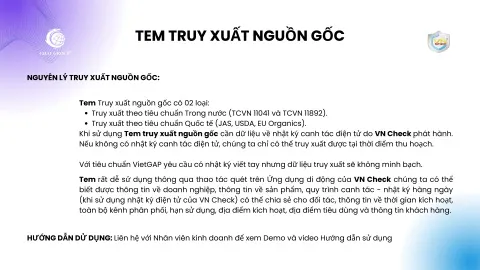 TEM TRUY XUẤT NGUỒN GỐC
NGUYÊN LÝ TRUY XUẤT NGUỒN GỐC:
Tem Truy xuất nguồn gốc có 02 loại:
• Truy xuất theo tiêu chuẩn Trong nước (TCVN 11041 và TCVN 11892).
• Truy xuất theo tiêu chuẩn Quốc tế (JAS, USDA, EU Organics).
Khi sử dụng Tem truy xuất nguồn gốc cần dữ liệu về nhật ký canh tác điện tử do VN Check phát hành.
Nếu không có nhật ký canh tác điện tử, chúng ta chỉ có thể truy xuất được tại thời điểm thu hoạch.
Với tiêu chuẩn VietGAP yêu cầu có nhật ký viết tay nhưng dữ liệu truy xuất sẽ không minh bạch.
Tem rất dễ sử dụng thông qua thao tác quét trên Ứng dụng di động của VN Check chúng ta có thể
biết được thông tin về doanh nghiệp, thông tin về sản phẩm, quy trình canh tác - nhật ký hàng ngày
(khi sử dụng nhật ký điện tử của VN Check) có thể chia sẻ cho đối tác, thông tin về thời gian kích hoạt,
toàn bộ kênh phân phối, hạn sử dụng, địa điểm kích hoạt, địa điểm tiêu dùng và thông tin khách hàng.
HƯỚNG DẪN DỬ DỤNG: Liên hệ với Nhân viên kinh doanh để xem Demo và video Hướng dẫn sử dụng